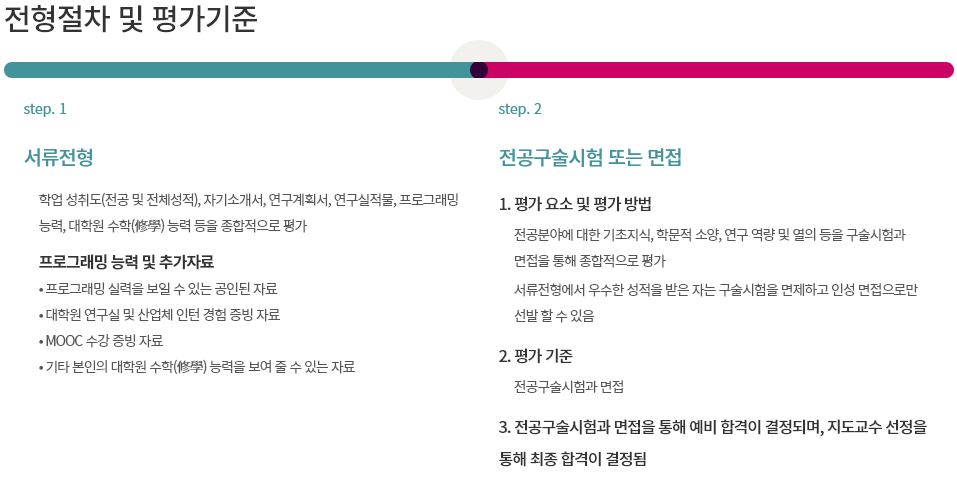 전형절차 및 평가기준
step. 1
서류전형
학업 성취도(전공 및 전체성적), 자기소개서, 연구계획서, 연구실적물, 프로그래밍
능력, 대학원 수학(修學) 능력 등을 종합적으로 평가
프로그래밍 능력 및 추가자료
• 프로그래밍 실력을 보일 수 있는 공인된 자료
• 대학원 연구실 및 산업체 인턴 경험 증빙 자료
• MOOC 수강 증빙 자료
• 기타 본인의 대학원 수학(修學) 능력을 보여 줄 수 있는 자료
step. 2
전공구술시험 또는 면접
1. 평가 요소 및 평가 방법
전공분야에 대한 기초지식, 학문적 소양, 연구 역량 및 열의 등을 구술시험과
면접을 통해 종합적으로 평가
서류전형에서 우수한 성적을 받은 자는 구술시험을 면제하고 인성 면접으로만
선발 할 수 있음
2. 평가 기준
전공구술시험과 면접
3. 전공구술시험과 면접을 통해 예비 합격이 결정되며, 지도교수 선정을
통해 최종 합격이 결정됨